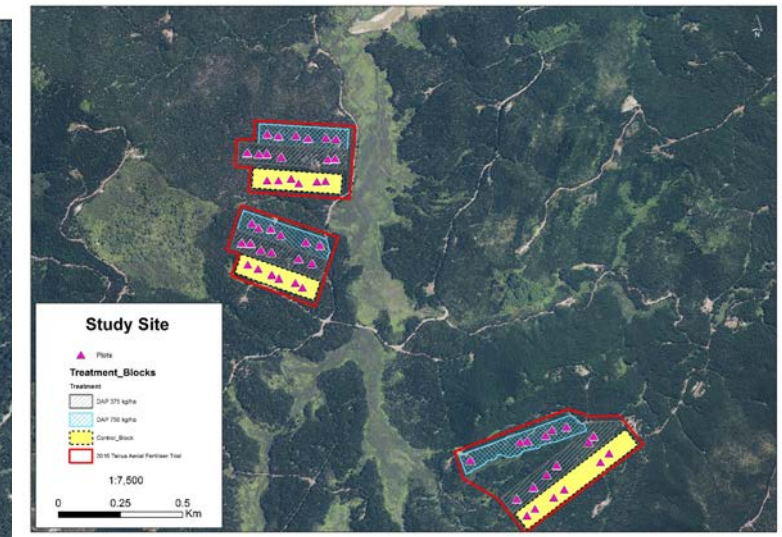 N
Study Site
Plots
Treatment_Blocks
Treatment
DAP 375 kg/ha
DAP 750 kg/ha
Control_Block
2016 Aerial Fertiliser Trial
1:7,500
0 0.25 0.5
Km